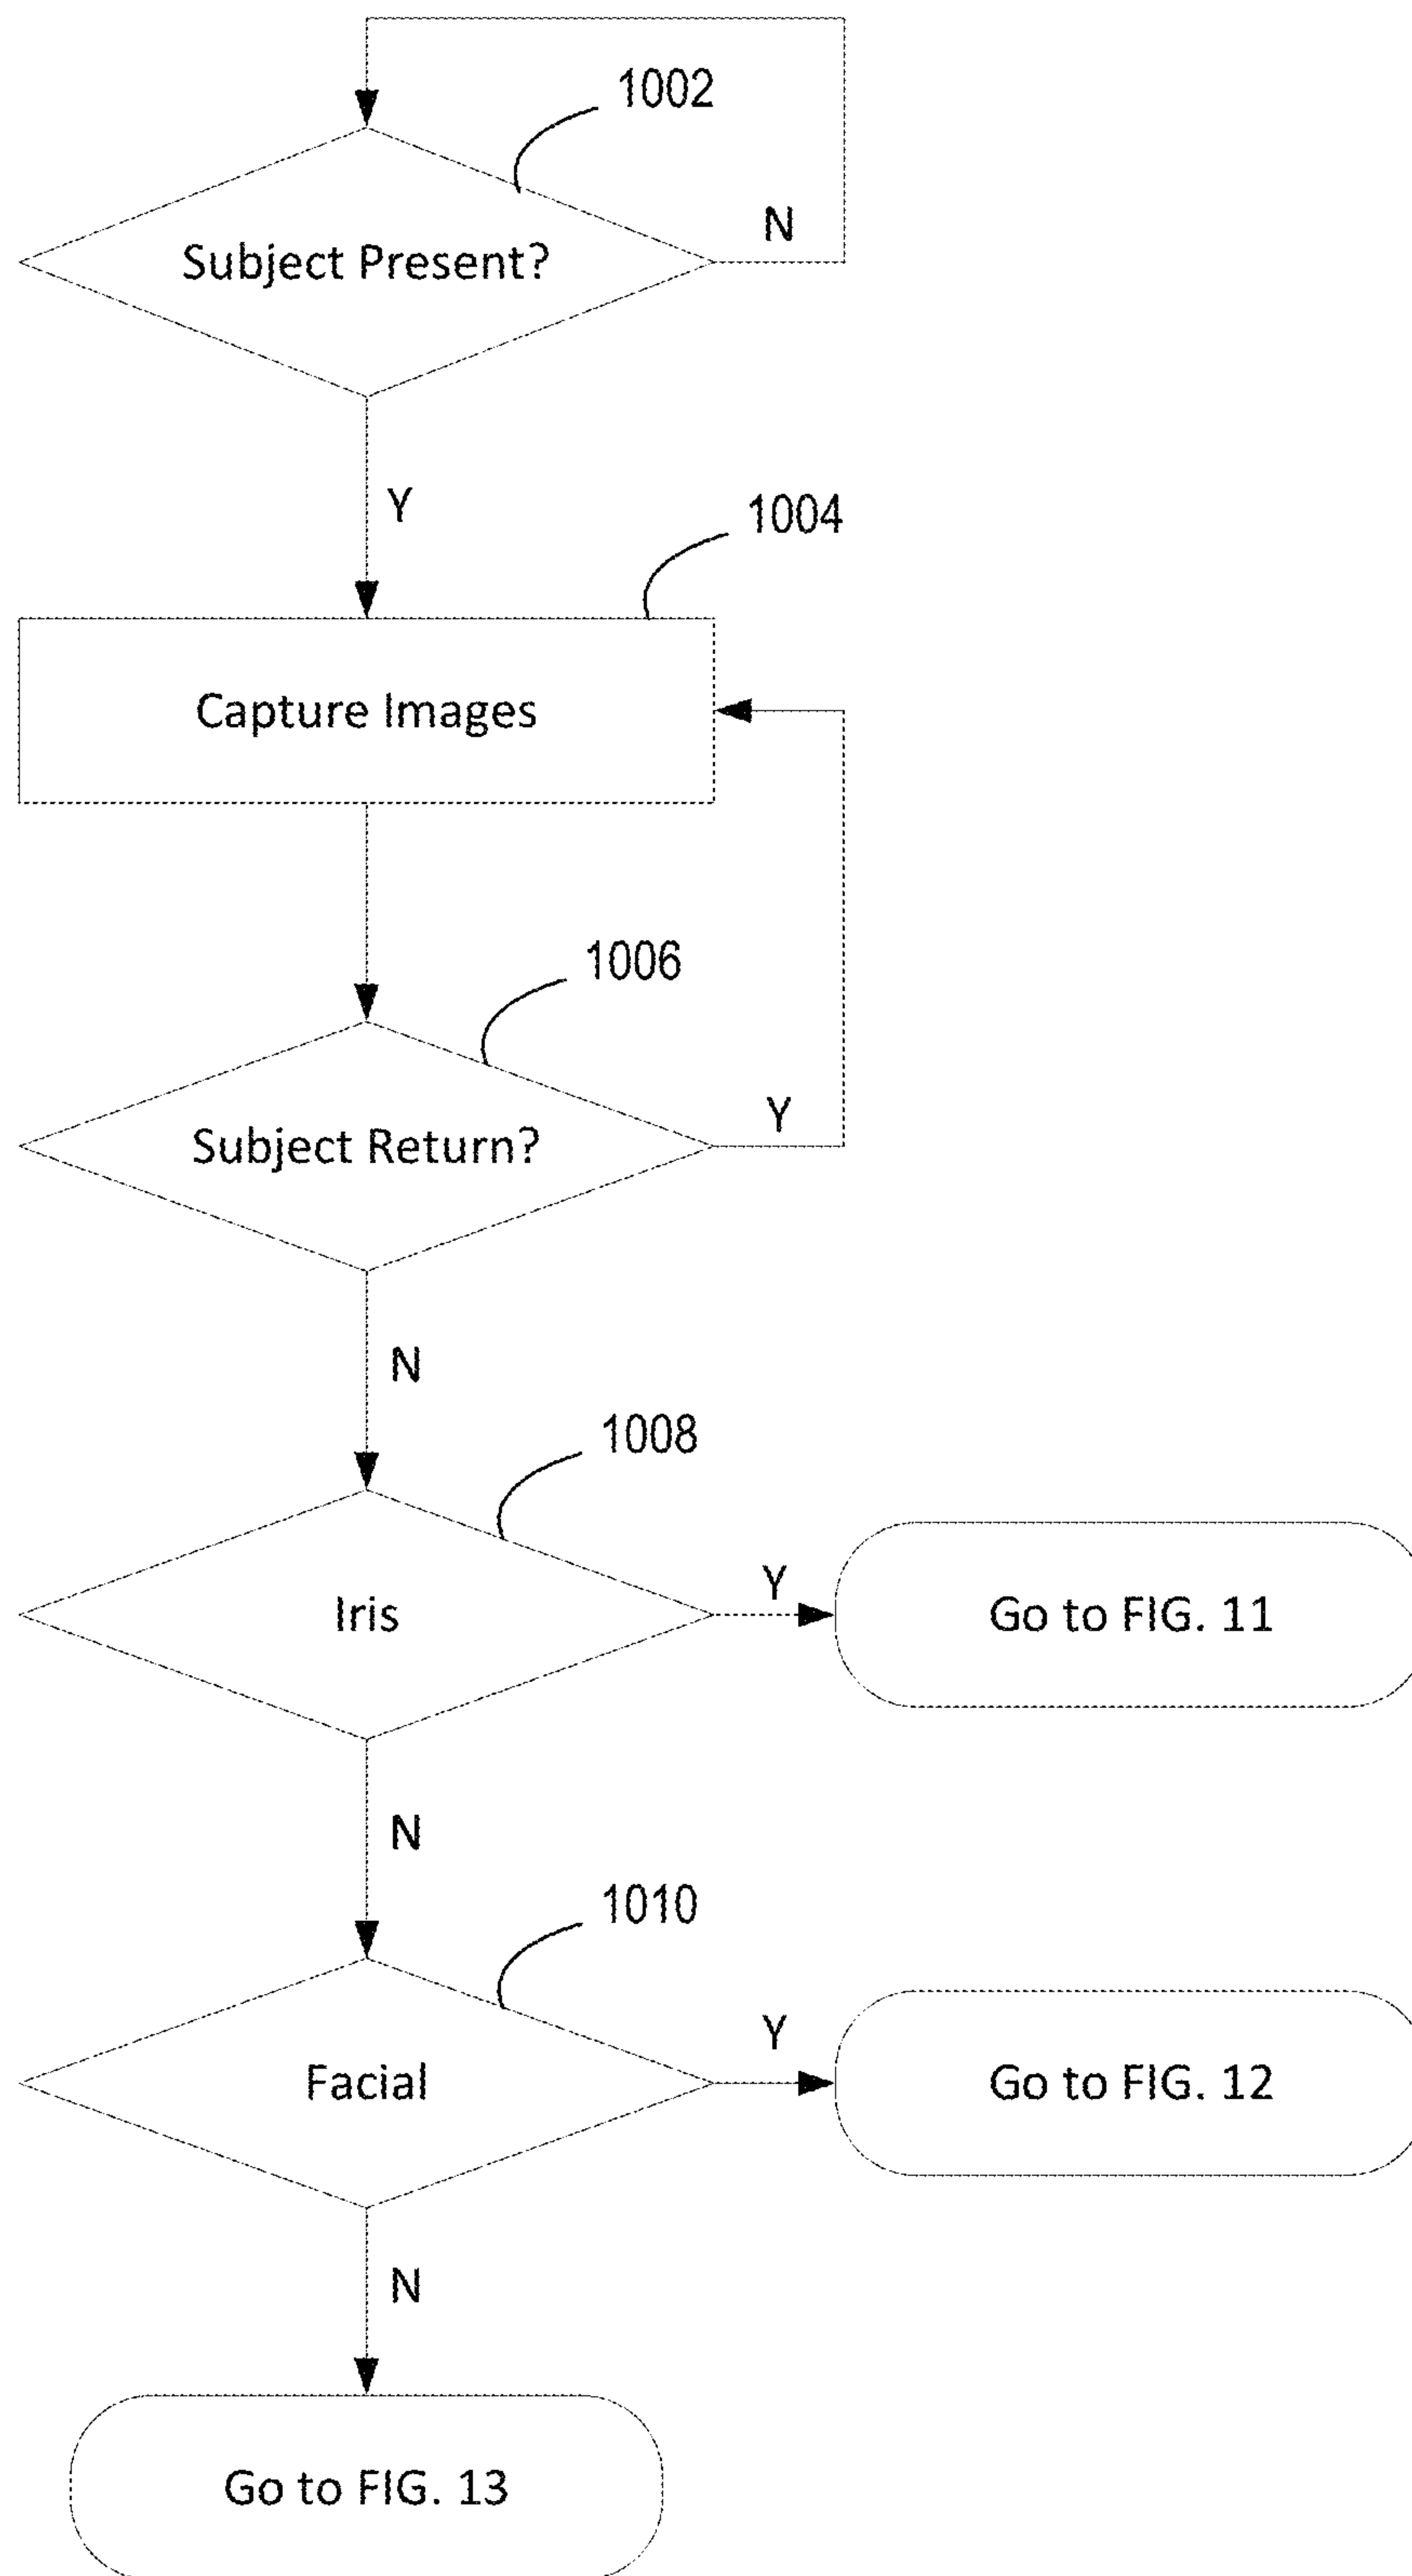 1002
Subject Present?
N
Y
1004
Capture Images
1006
Subject Return?
Y
N
1008
Iris
Y
Go to FIG. 11
N
1010
Facial
Y
Go to FIG. 12
N
Go to FIG. 13